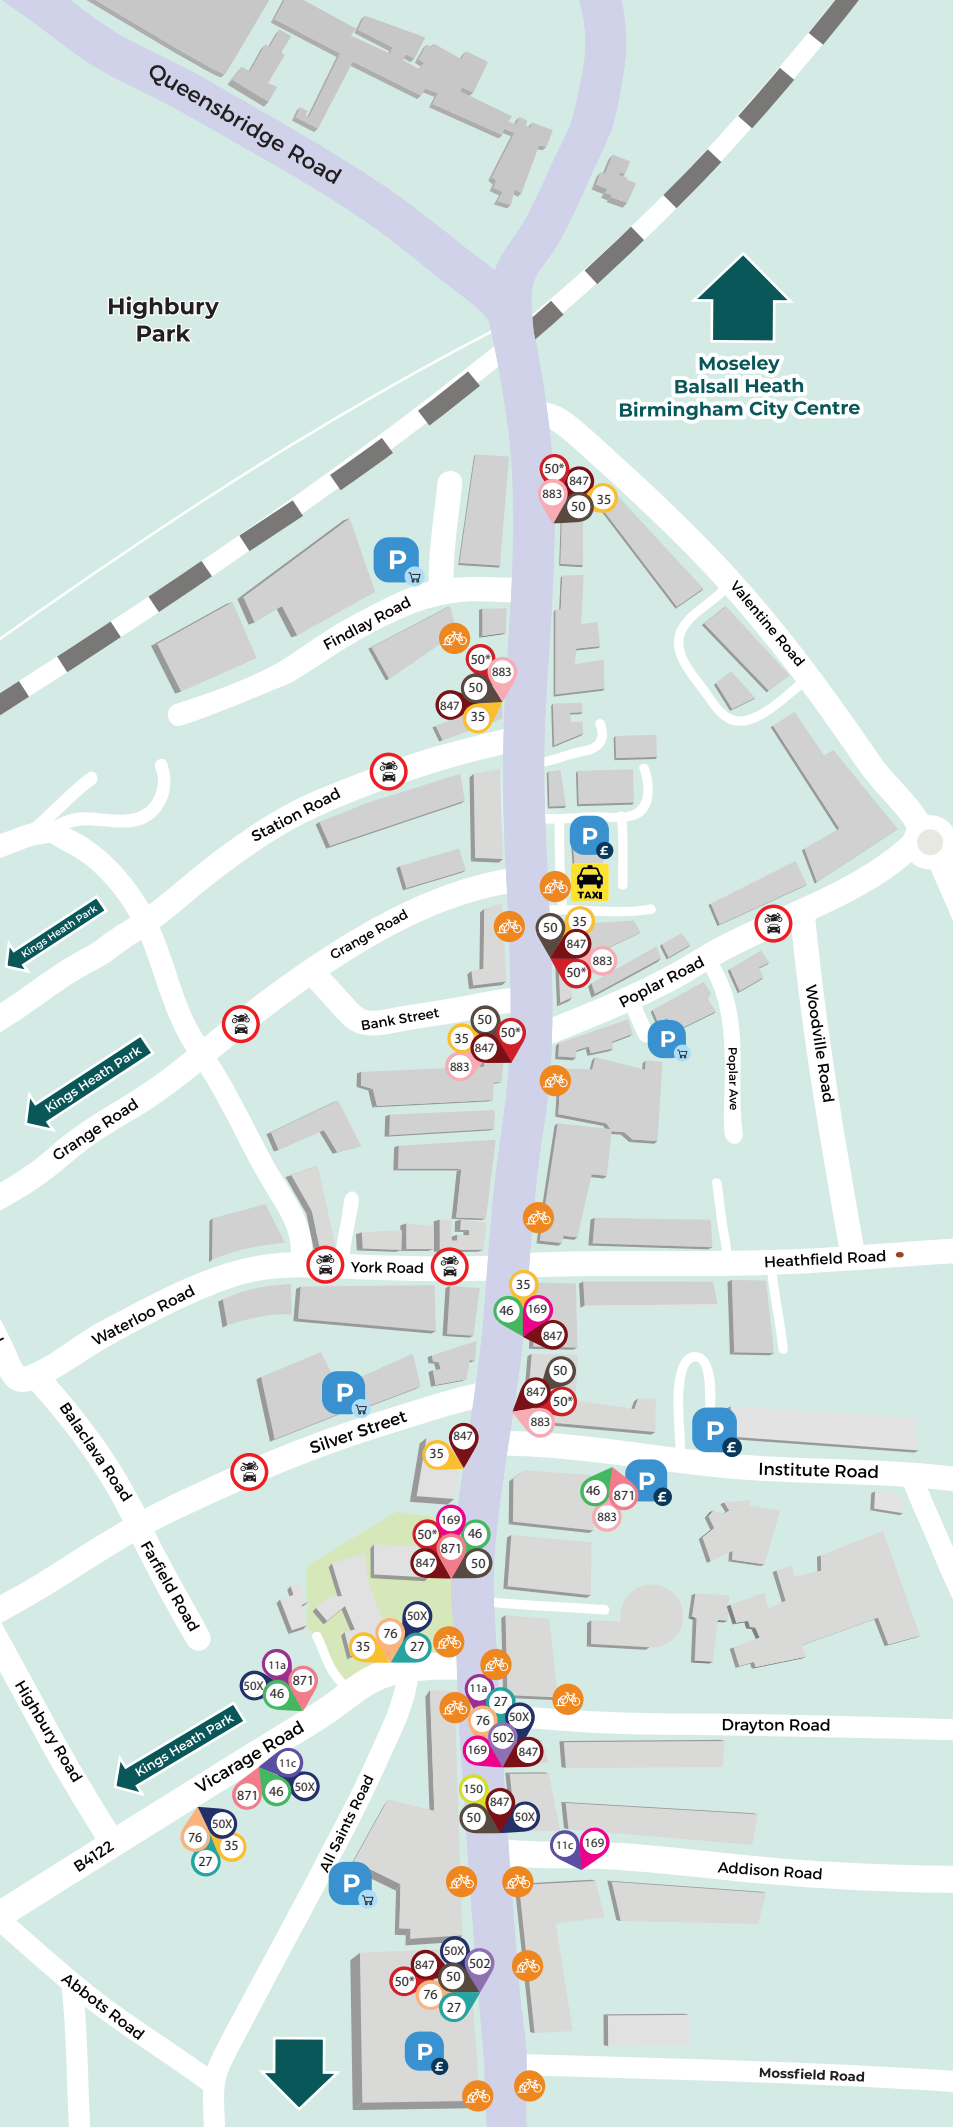 Queensbridge Road
Highbury
Park
Moseley
Balsall Heath
Birmingham City Centre
50*
847
883
50
35
Valentine Road
P
Findlay Road
50*
883
50
847
35
Station Road
P
£
TAXI
Kings Heath Park
Grange Road
50
35
847
883
50*
Poplar Road
Woodville Road
Bank Street
50
50*
35
847
883
P
Poplar Ave
Kings Heath Park
Grange Road
York Road
Heathfield Road
Waterloo Road
35
46
169
847
50
847
50*
883
P
Silver Street
Balaclava Road
847
35
P
£
Institute Road
46
871
883
P
£
169
50*
46
871
847
50
Farfield Road
50X
76
35
27
11a
871
50X
46
Highbury Road
Kings Heath Park
Vicarage Road
11a
27
76
50X
502
169
847
Drayton Road
11c
871
46
50X
150
847
50
50X
50X
76
35
27
B4122
All Saints Road
11c
169
Addison Road
P
50X
847
502
50*
50
76
27
Abbots Road
P
£
Mossfield Road